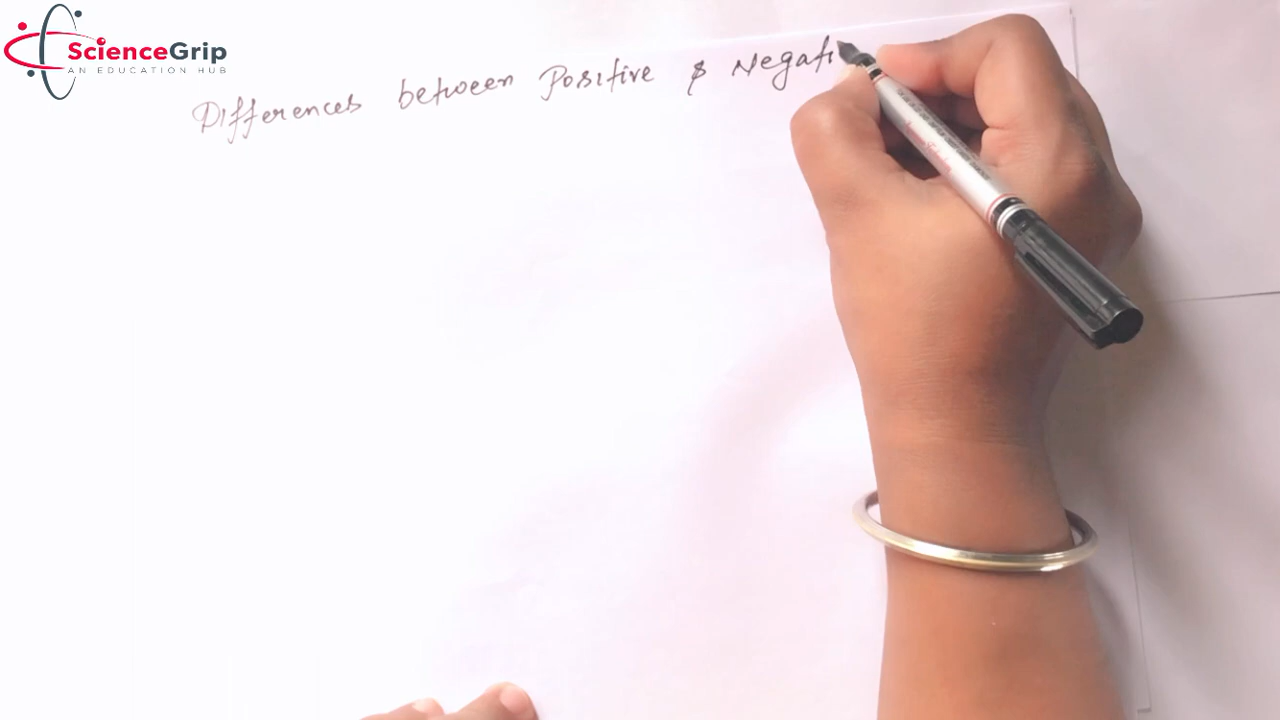 ScienceGrip
AN EDUCATION HUB
Differences between Positive & Negati